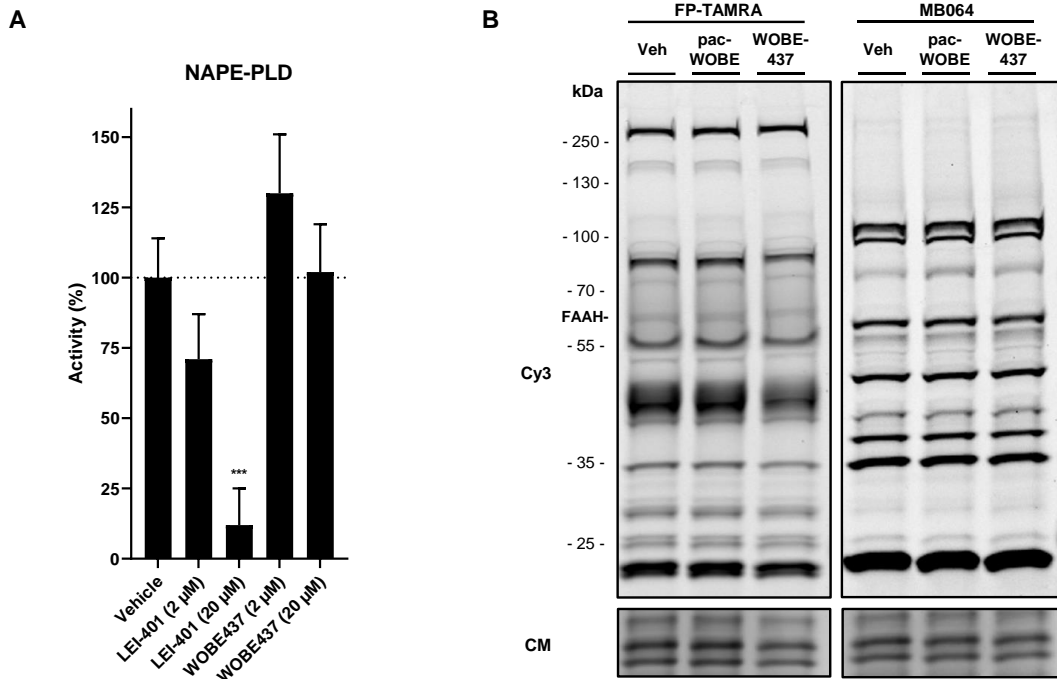 A
NAPE-PLD
Activity (%)
150
125
100
75
50
25
0
***
Vehicle
LEI-401 (2 µM)
LEI-401 (20 µM)
WOBE437 (2 µM)
WOBE437 (20 µM)
B
FP-TAMRA
MB064
Veh
pac-
WOBE
WOBE-
437
Veh
pac-
WOBE
WOBE-
437
kDa
- 250 -
- 130 -
- 100 -
- 70 -
FAAH-
- 55 -
Cy3
- 35 -
- 25 -
CM